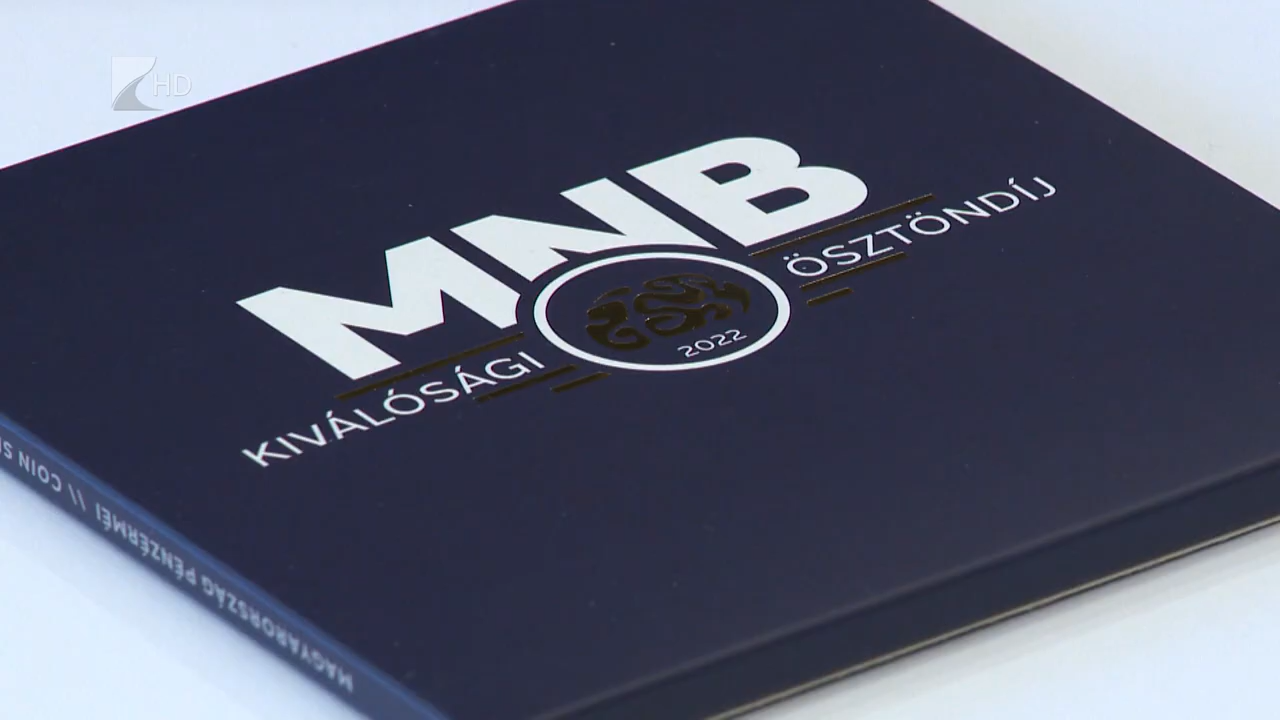 HD
MNB
KIVÁLÓSÁGI ÖSZTÖNDÍJ
2022
MAGYARORSZÁG PÉNZÉRMÉI // COIN